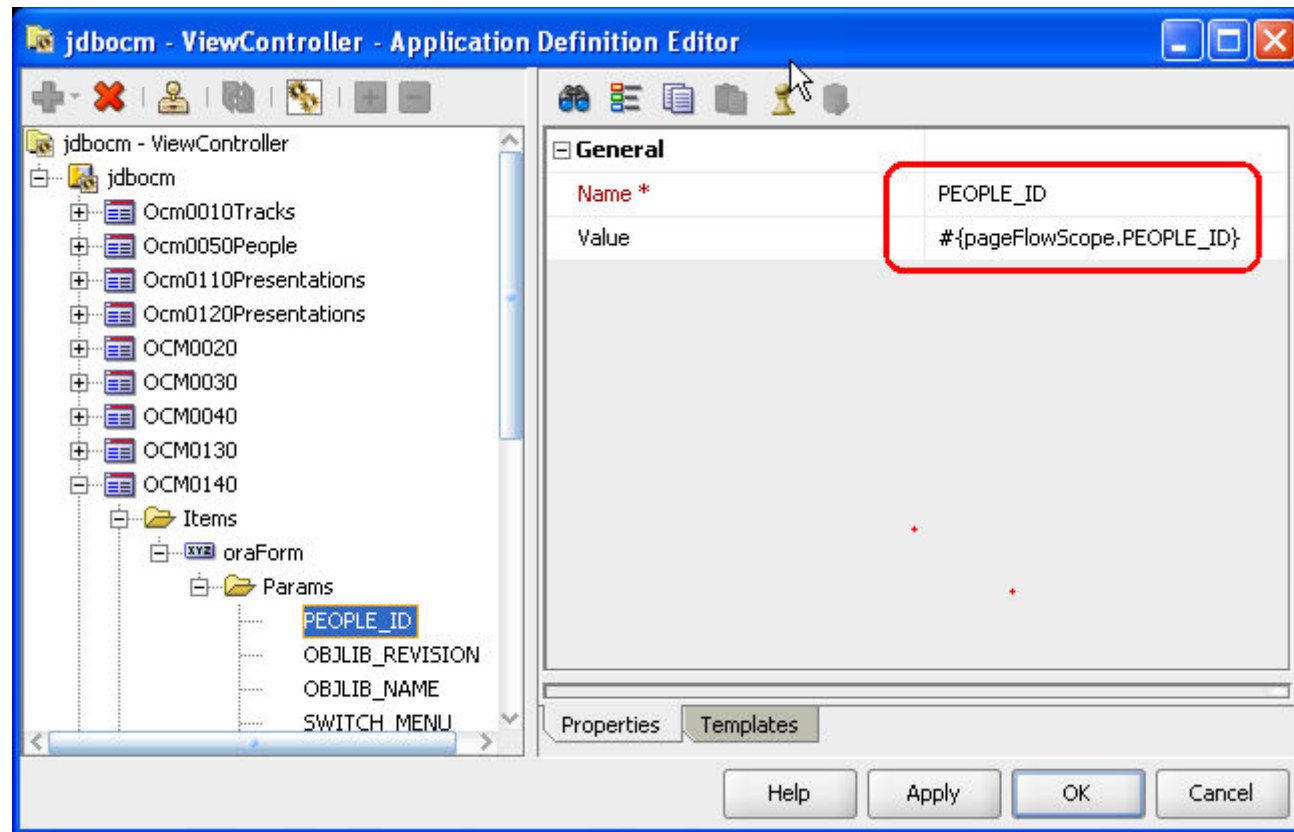 jdbocm - ViewController - Application Definition Editor
jdbocm - ViewController
jdbocm
Ocm0010Tracks
Ocm0050People
Ocm0110Presentations
Ocm0120Presentations
OCM0020
OCM0030
OCM0040
OCM0130
OCM0140
Items
XYZ oraForm
Params
PEOPLE_ID
OBJLIB_REVISION
OBJLIB_NAME
SWITCH_MENU
General
Name * PEOPLE_ID
Value #{pageFlowScope.PEOPLE_ID}
Properties Templates
Help Apply OK Cancel